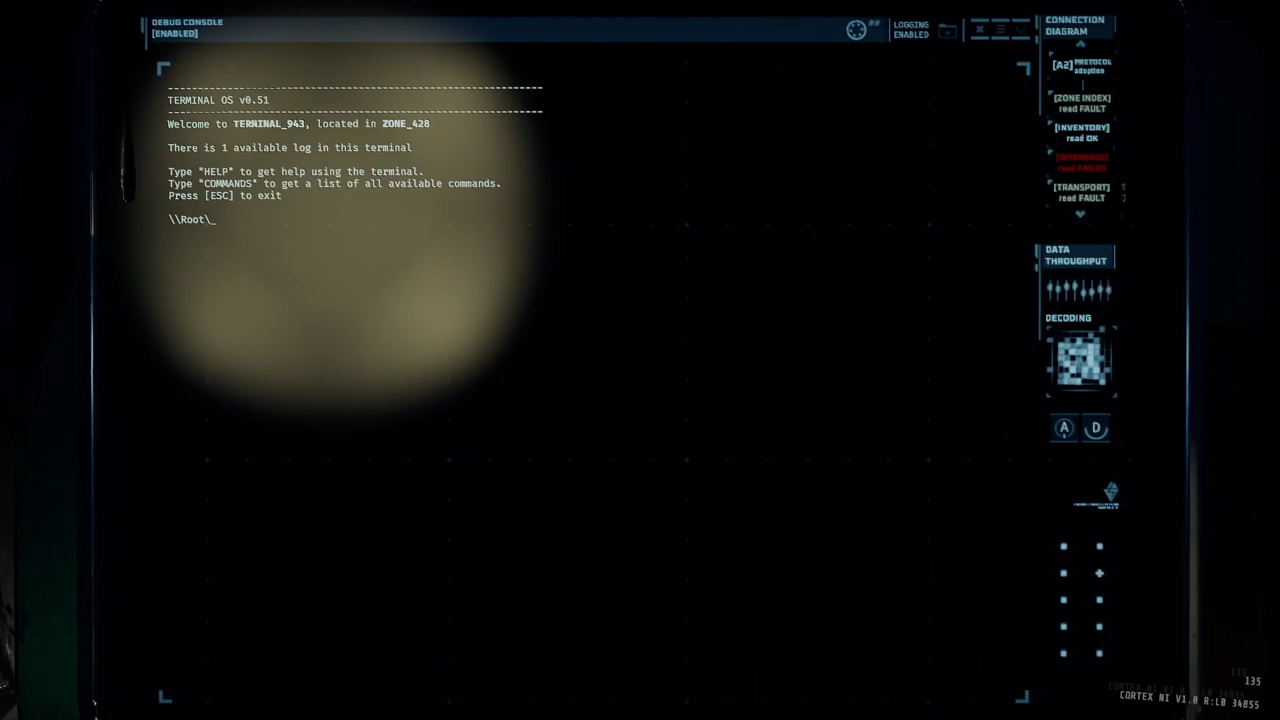 DEBUG CONSOLE
[ENABLED]
LOGGING
ENABLED
CONNECTION
DIAGRAM
[A2] PROTOCOL
adaption
[ZONE INDEX]
read FAULT
[INVENTORY]
read OK
read FAILED
[TRANSPORT]
read FAULT
------------------------------------------------------------------
TERMINAL OS v0.51
------------------------------------------------------------------
Welcome to TERMINAL_943, located in ZONE_428
There is 1 available log in this terminal
Type "HELP" to get help using the terminal.
Type "COMMANDS" to get a list of all available commands.
Press [ESC] to exit
\\Root\_
DATA
THROUGHPUT
DECODING
A D
135
CORTEX NI V1.0 R:LB 34855